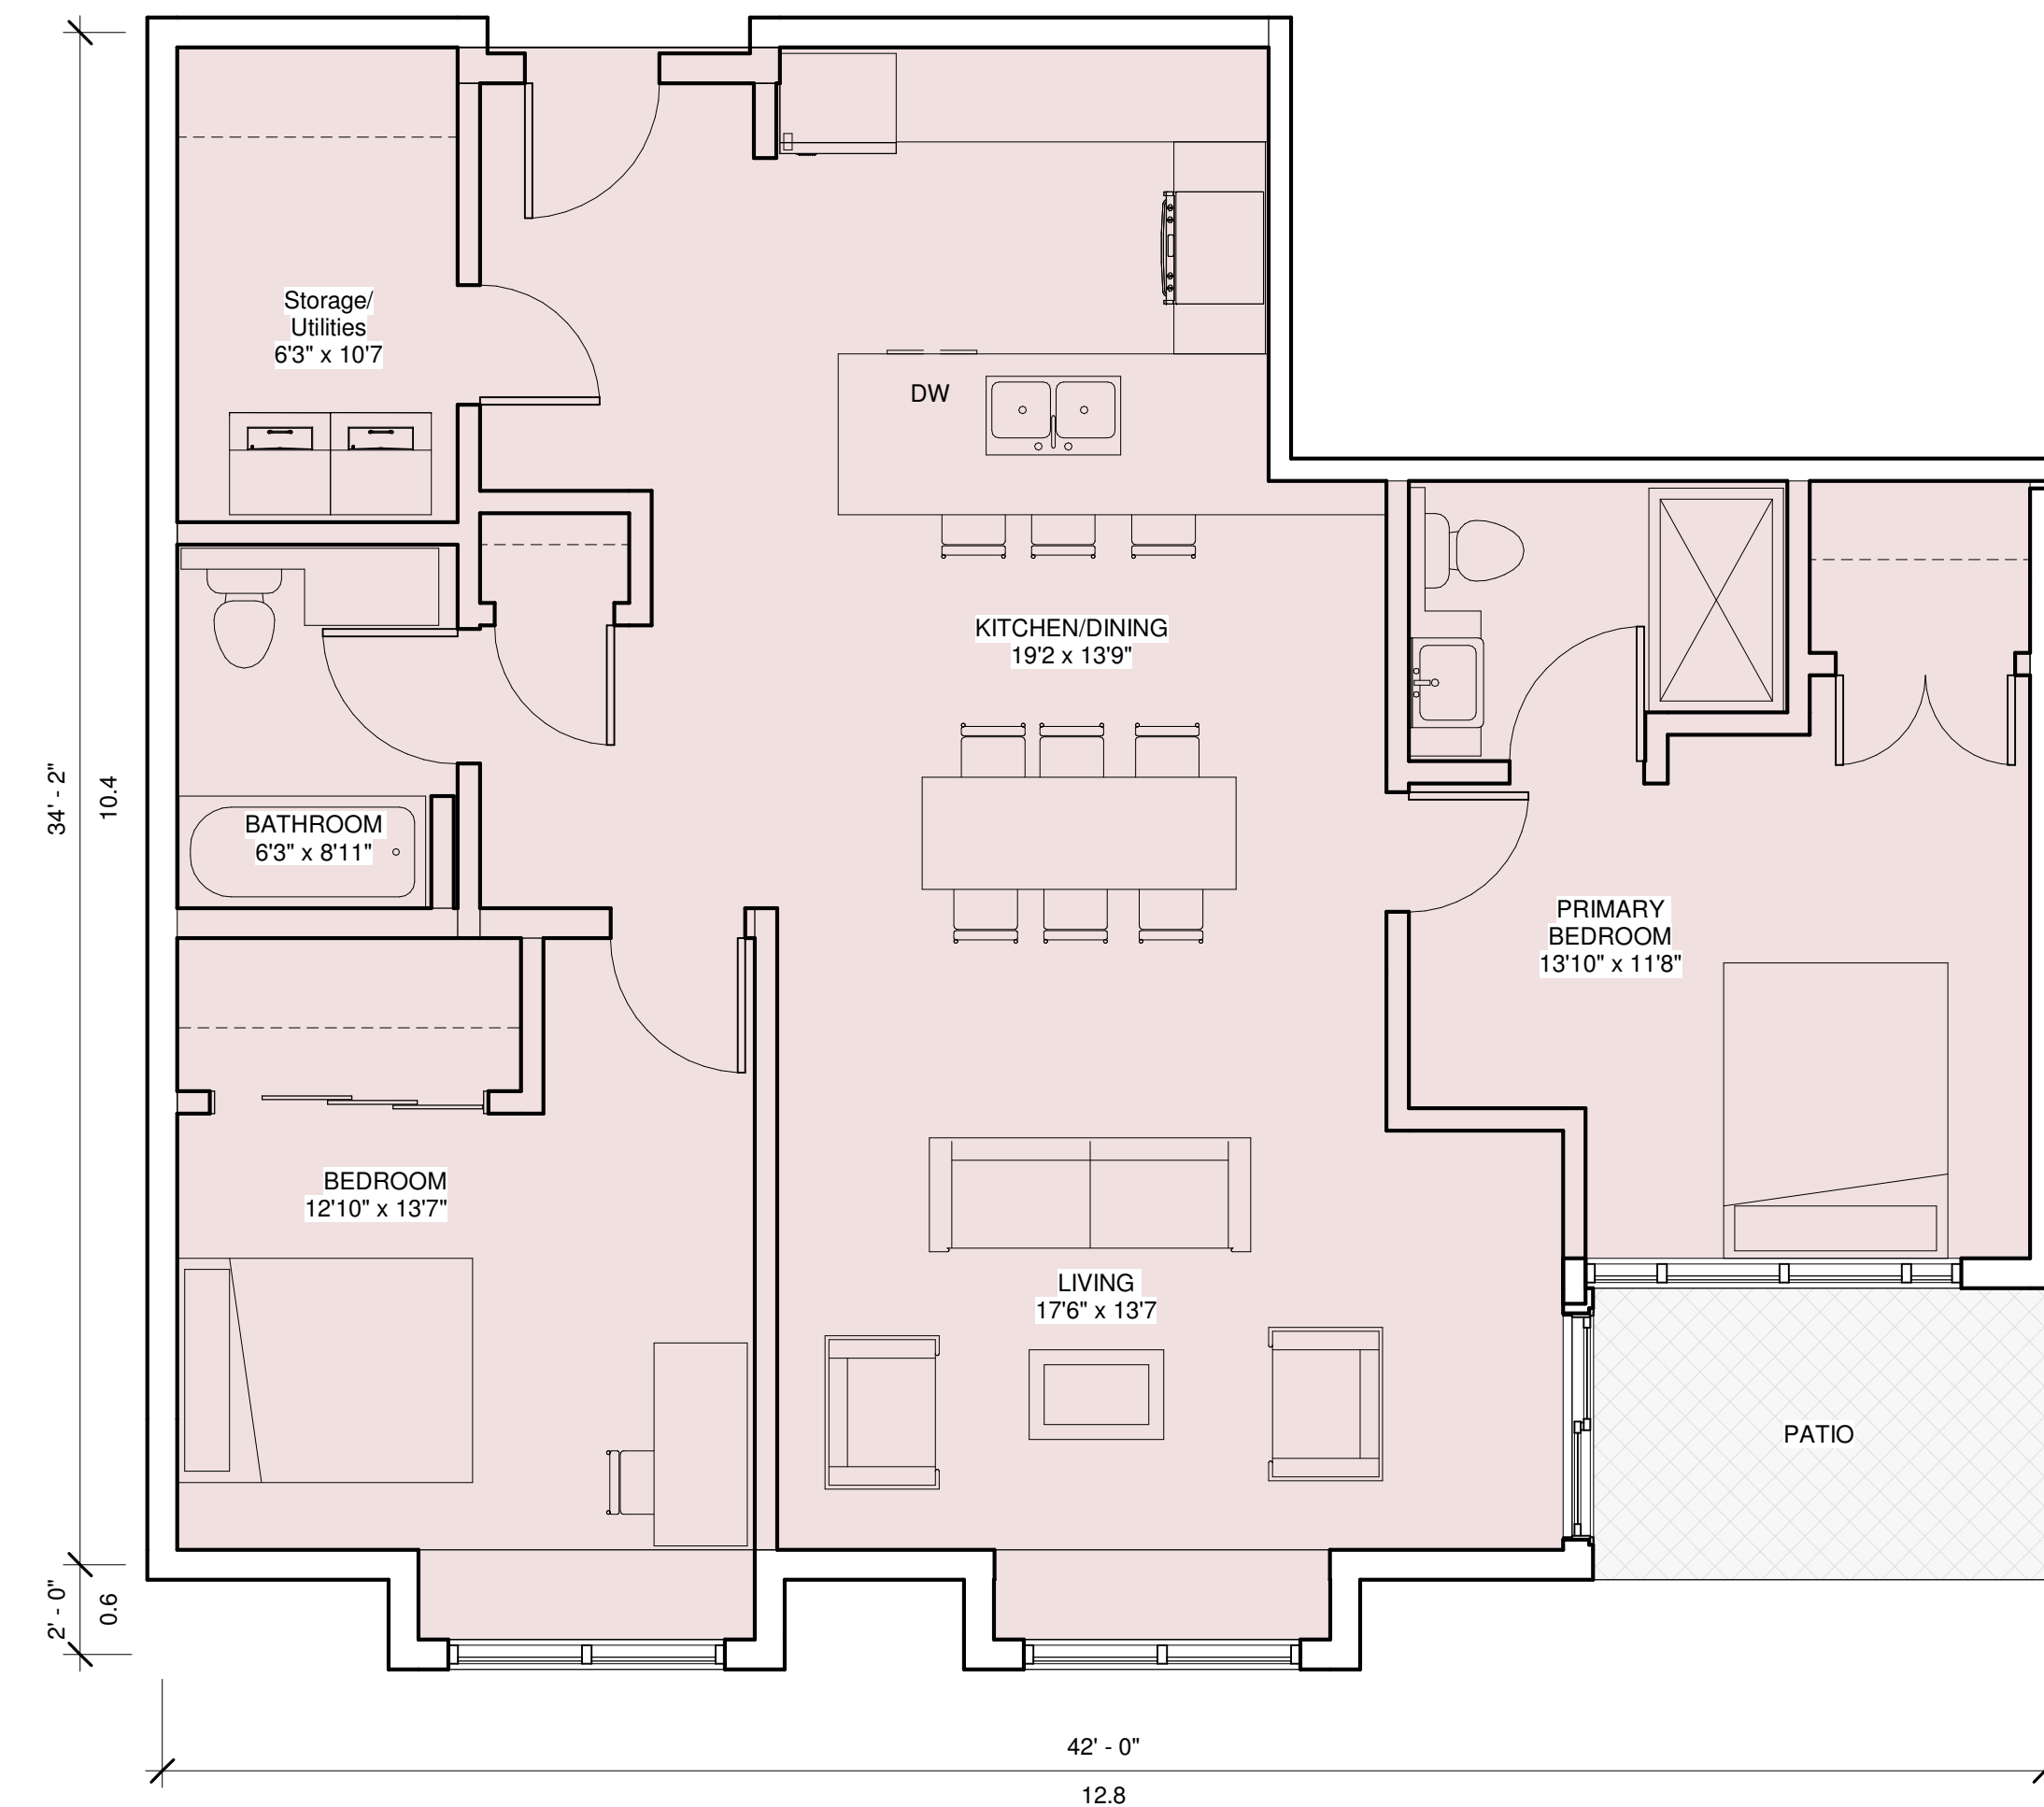 Storage/
Utilities
6'3" x 10'7
DW
KITCHEN/DINING
19'2 x 13'9"
34' - 2"
10.4
BATHROOM
6'3" x 8'11"
PRIMARY
BEDROOM
13'10" x 11'8"
BEDROOM
12'10" x 13'7"
LIVING
17'6" x 13'7
PATIO
2' - 0"
0.6
42' - 0"
12.8